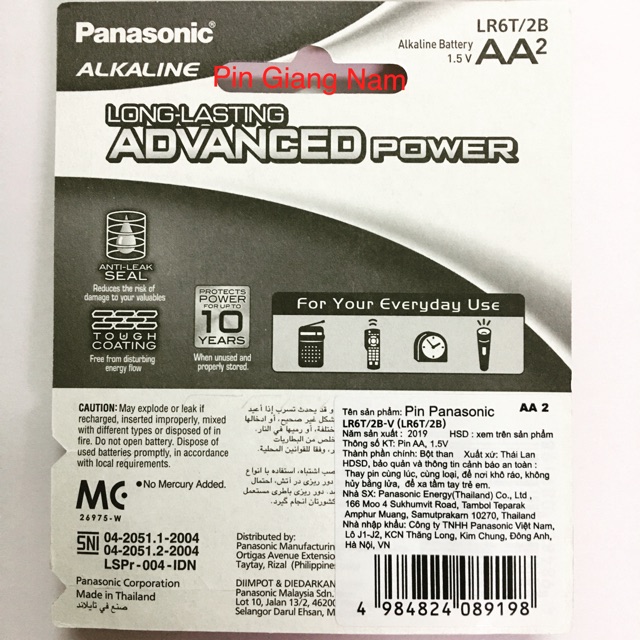 Panasonic®
ALKALINE
LR6T/2B
Alkaline Battery
1.5 V
AA2
Pin Giang Nam
LONG-LASTING
ADVANCED POWER
ANTI-LEAK
SEAL
Reduces the risk of
damage to your valuables
TOUGH
COATING
Free from disturbing
energy flow
PROTECTS
POWER
FOR UP TO
10
YEARS
When unused and
properly stored.
For Your Everyday Use
CAUTION: May explode or leak if
recharged, inserted improperly, mixed
with different types or disposed of in
fire. Do not open battery. Dispose of
used batteries promptly, in accordance
with local requirements.
MC
26975-W
No Mercury Added.
SNI
04-2051.1-2004
04-2051.2-2004
LSPr-004-IDN
Panasonic Corporation
Made in Thailand
صنع في تايلاند
Distributed by:
Panasonic Manufacturin
Ortigas Avenue Extension
Taytay, Rizal (Philippine
DIIMPOT & DIEDARKAN
Panasonic Malaysia Sdn.
Lot 10, Jalan 13/2, 46200
Selangor Darul Ehsan, M
Tên sản phẩm: Pin Panasonic AA 2
LR6T/2B-V (LR6T/2B)
Năm sản xuất : 2019 HSD : xem trên sản phẩm
Thông số KT: Pin AA, 1.5V
Thành phần chính: Bột than Xuất xứ: Thái Lan
HDSD, bảo quản và thông tin cảnh báo an toàn :
Thay pin cùng lúc, cùng loại, để nơi khô ráo, không
hủy bằng lửa, để xa tầm tay trẻ em.
Nhà SX: Panasonic Energy(Thailand) Co., Ltd ,
166 Moo 4 Sukhumvit Road, Tambol Teparak
Amphur Muang, Samutprakarn 10270, Thailand
Nhà nhập khẩu: Công ty TNHH Panasonic Việt Nam,
Lô J1-J2, KCN Thăng Long, Kim Chung, Đông Anh,
Hà Nội, VN
4 984824 089198